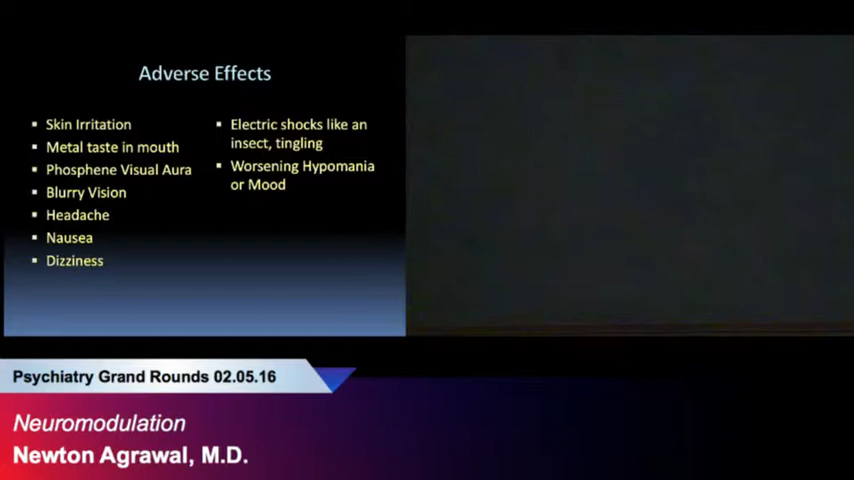 Adverse Effects
▪ Skin Irritation
▪ Metal taste in mouth
▪ Phosphene Visual Aura
▪ Blurry Vision
▪ Headache
▪ Nausea
▪ Dizziness
▪ Electric shocks like an
insect, tingling
▪ Worsening Hypomania
or Mood
Psychiatry Grand Rounds 02.05.16
Neuromodulation
Newton Agrawal, M.D.